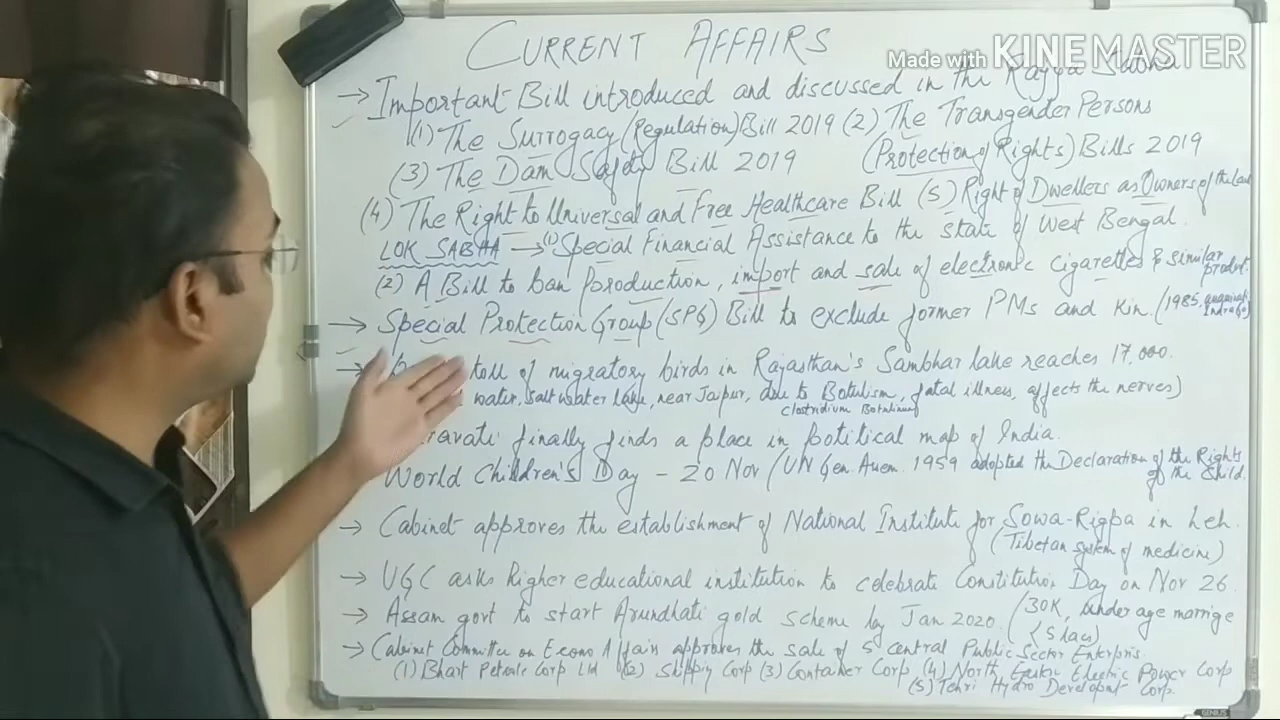 CURRENT AFFAIRS
Made with KINEMASTER
→ Important Bill introduced and discussed in the Rajya Sabha
(1) The Surrogacy (Regulation) Bill 2019 (2) The Transgender Persons
(3) The Dam Safety Bill 2019 (Protection of Rights) Bills 2019
(4) The Right to Universal and Free Healthcare Bill (5) Right of Dwellers as Owners of the
LOK SABHA → (1) Special Financial Assistance to the state of West Bengal.
(2) A Bill to ban production, import and sale of electronic cigarettes & similar product.
→ Special Protection Group (SPG) Bill to exclude former PMs and kin. (1985,
→ toll of migratory birds in Rajasthan's Sambhar lake reaches 17,000.
water, salt water lake, near Jaipur, due to Botulism, fatal illness, affects the nerves)
Clostridium Botulinum
ravati finally finds a place in potitical map of India.
World Children's Day - 20 Nov (UN Gen. Assem. 1959 adopted the Declaration of the Rights
of the Child.
→ Cabinet approves the establishment of National Institute for Sowa-Rigpa in Leh.
(Tibetan system of medicine)
→ UGC asks Higher educational institution to celebrate Constitution Day on Nov 26.
→ Assam govt to start Arundhati gold scheme by Jan 2020. (30K, under age marrige
< 5 lacs)
→ Cabinet Committee on Econo Affairs approves the sale of 5 central Public Sector Enterpris.
(1) Bhart Petrole Corp Ltd (2) Shippig Corp (3) Container Corp (4) North Eastrn Electric Power Corp
(5) Tehri Hydro Developmt Corp.
GENIUS